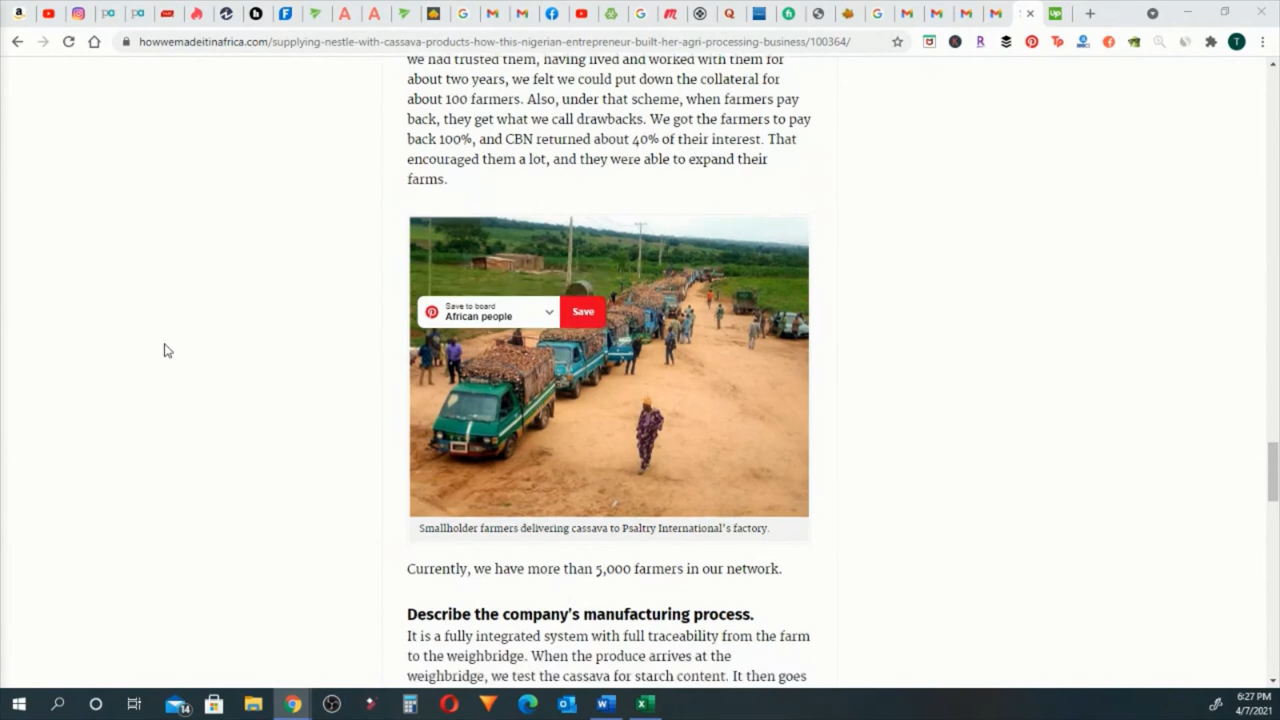 howwemadeitinafrica.com/supplying-nestle-with-cassava-products-how-this-nigerian-entrepreneur-built-her-agri-processing-business/100364/
we had trusted them, having lived and worked with them for
about two years, we felt we could put down the collateral for
about 100 farmers. Also, under that scheme, when farmers pay
back, they get what we call drawbacks. We got the farmers to pay
back 100%, and CBN returned about 40% of their interest. That
encouraged them a lot, and they were able to expand their
farms.
Save to board
African people
Save
Smallholder farmers delivering cassava to Psaltry International's factory.
Currently, we have more than 5,000 farmers in our network.
Describe the company's manufacturing process.
It is a fully integrated system with full traceability from the farm
to the weighbridge. When the produce arrives at the
weighbridge, we test the cassava for starch content. It then goes
14
6:27 PM
4/7/2021